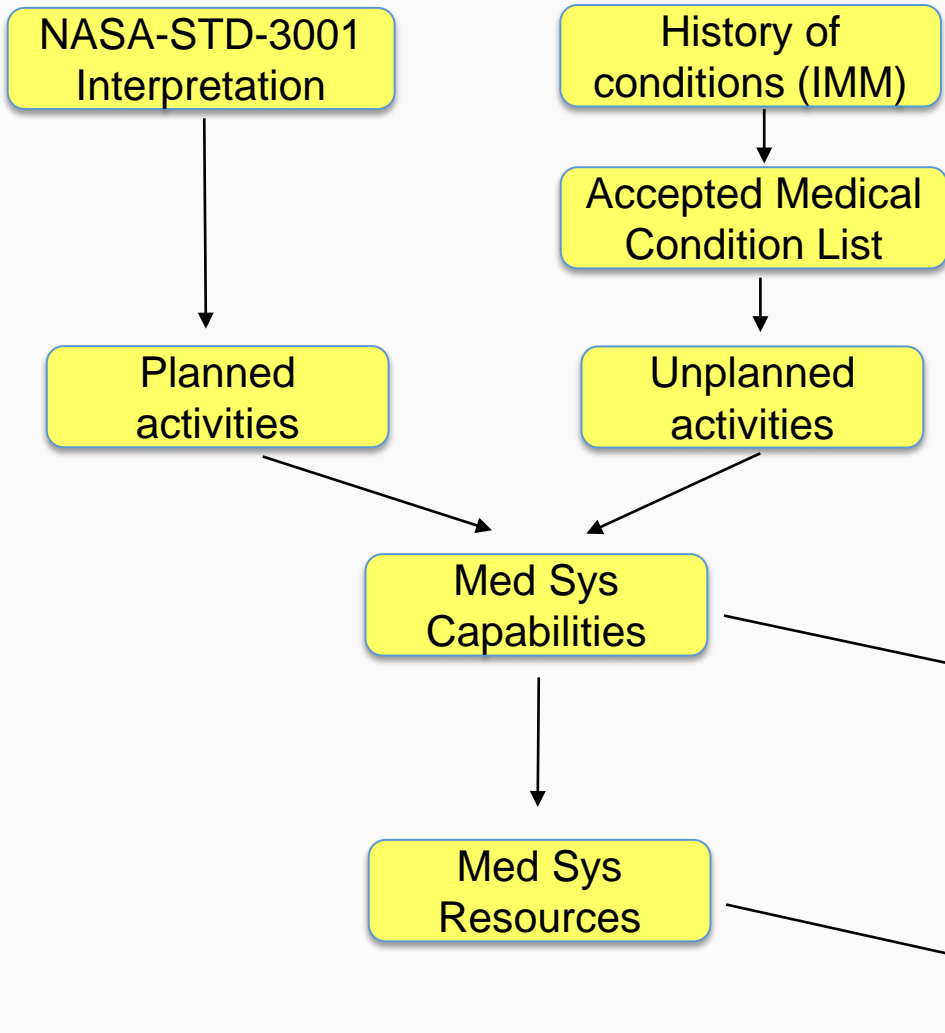 NASA-STD-3001
Interpretation
History of
conditions (IMM)
Accepted Medical
Condition List
Planned
activities
Unplanned
activities
Med Sys
Capabilities
Med Sys
Resources